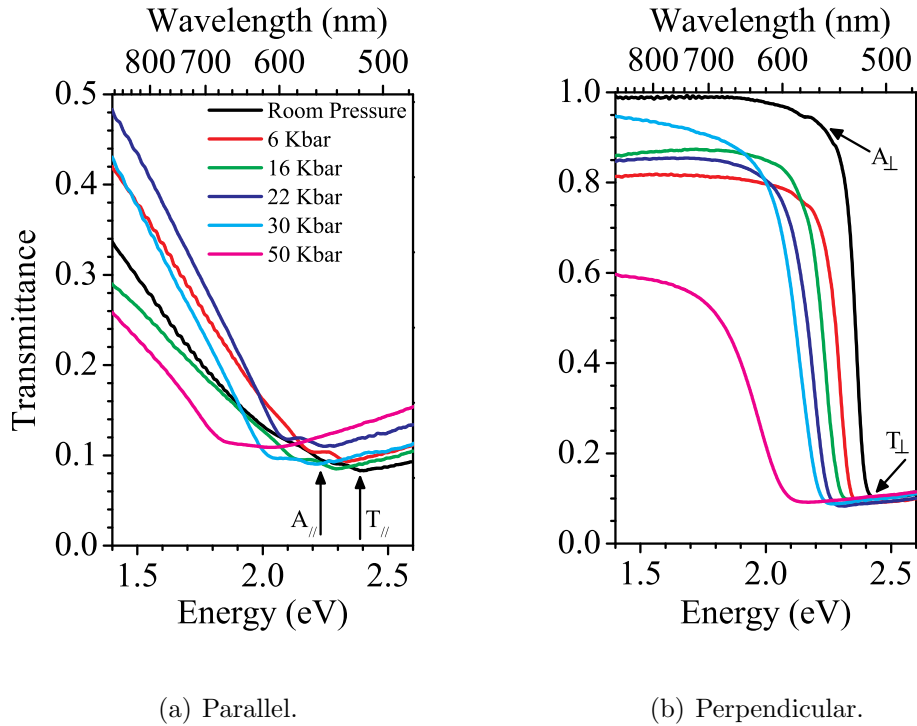 Wavelength (nm)
800 700 600 500
0.5
0.4
0.3
0.2
0.1
0.0
Transmittance
Room Pressure
6 Kbar
16 Kbar
22 Kbar
30 Kbar
50 Kbar
A// T//
1.5 2.0 2.5
Energy (eV)
(a) Parallel.
Wavelength (nm)
800 700 600 500
1.0
0.8
0.6
0.4
0.2
0.0
A⊥
T⊥
1.5 2.0 2.5
Energy (eV)
(b) Perpendicular.